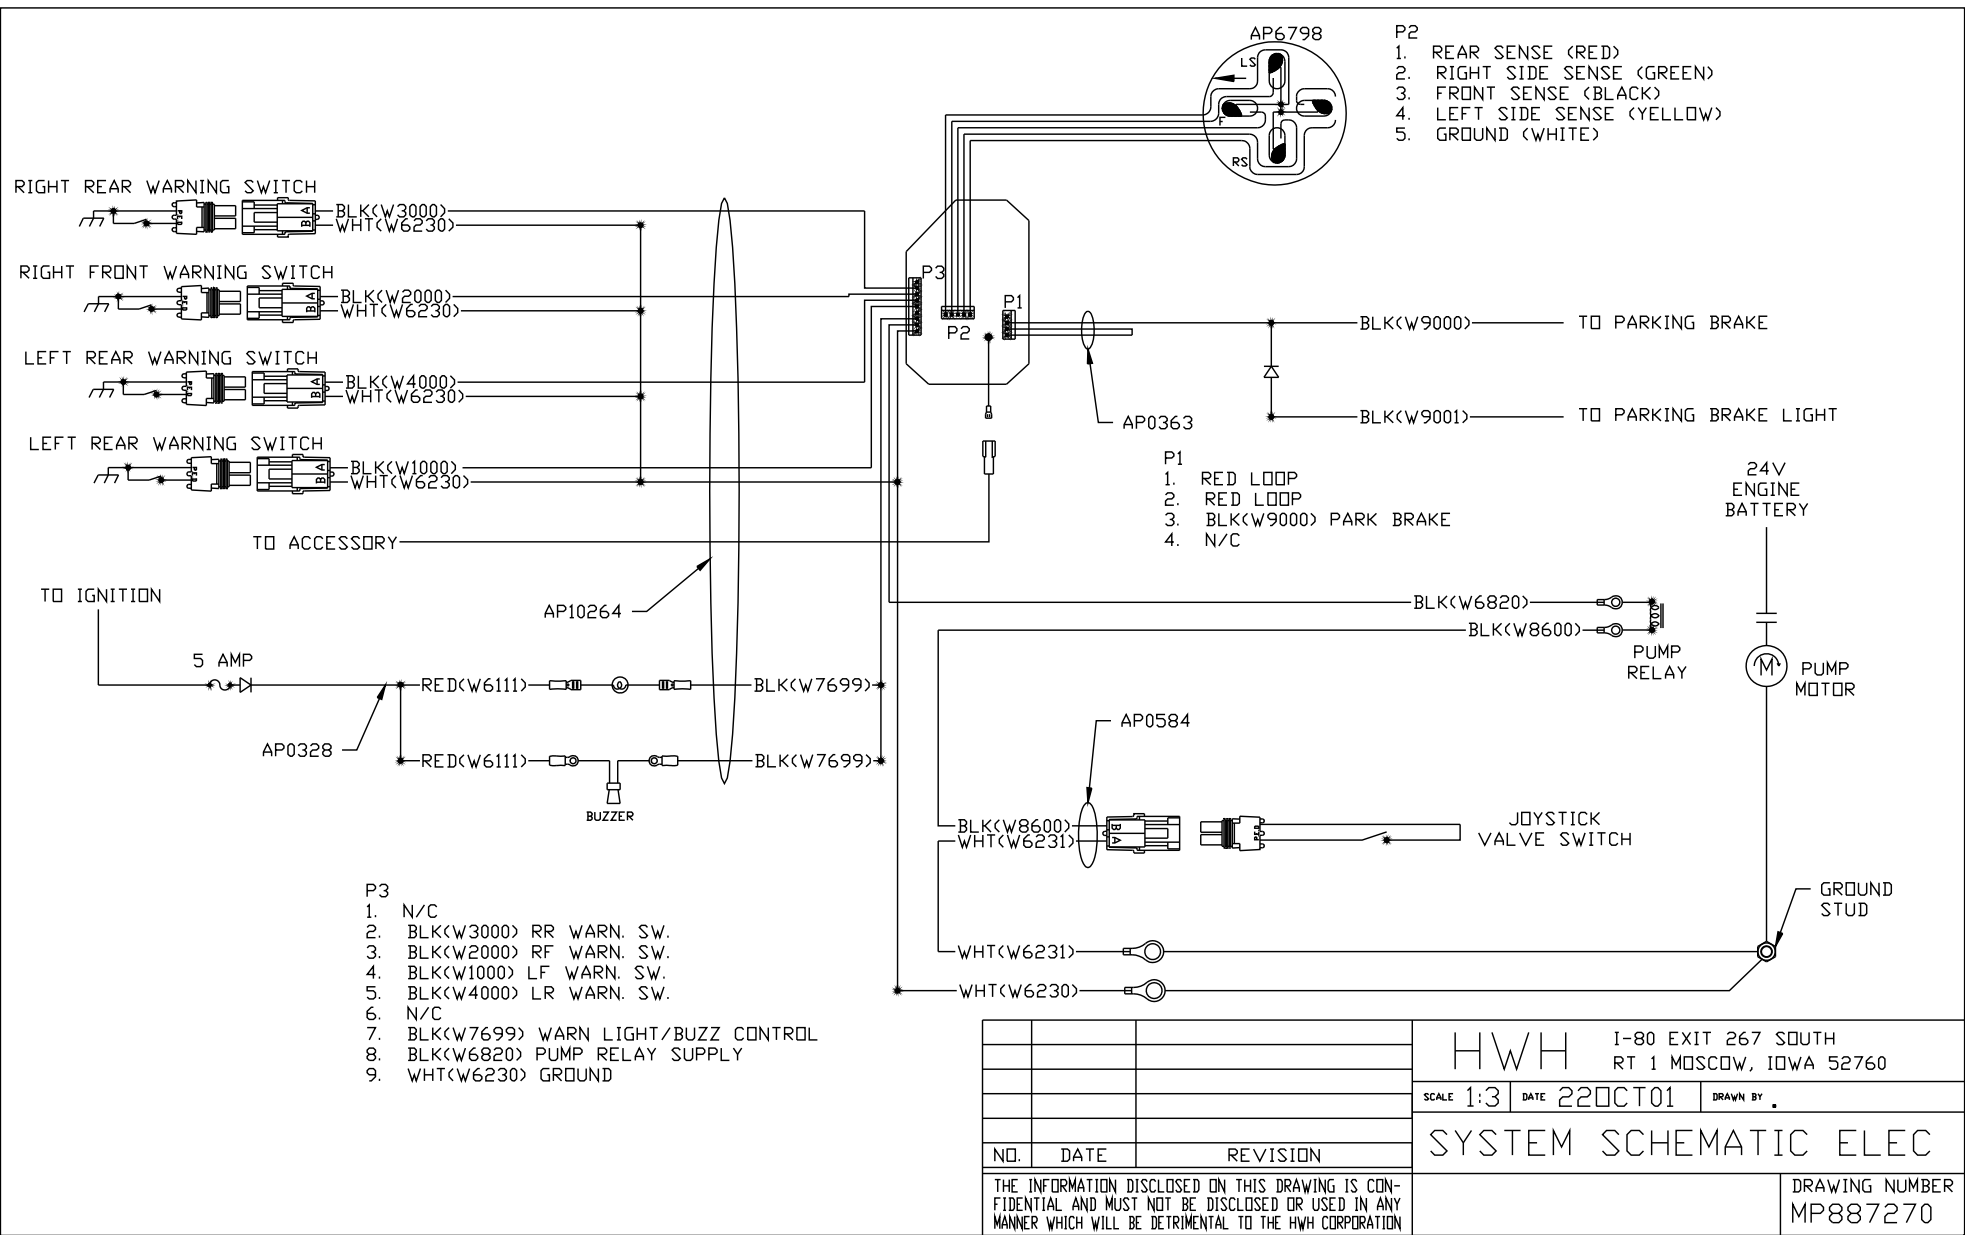 AP6798
LS
F
RS
P2
1. REAR SENSE (RED)
2. RIGHT SIDE SENSE (GREEN)
3. FRONT SENSE (BLACK)
4. LEFT SIDE SENSE (YELLOW)
5. GROUND (WHITE)
RIGHT REAR WARNING SWITCH
A
B
BLK(W3000)
WHT(W6230)
RIGHT FRONT WARNING SWITCH
A
B
BLK(W2000)
WHT(W6230)
LEFT REAR WARNING SWITCH
A
B
BLK(W4000)
WHT(W6230)
LEFT REAR WARNING SWITCH
A
B
BLK(W1000)
WHT(W6230)
P3
P2
P1
BLK(W9000)
TO PARKING BRAKE
BLK(W9001)
TO PARKING BRAKE LIGHT
AP0363
P1
1. RED LOOP
2. RED LOOP
3. BLK(W9000) PARK BRAKE
4. N/C
24V
ENGINE
BATTERY
TO ACCESSORY
TO IGNITION
AP10264
BLK(W6820)
BLK(W8600)
PUMP
RELAY
M
PUMP
MOTOR
5 AMP
RED(W6111)
BLK(W7699)
AP0328
RED(W6111)
BLK(W7699)
BUZZER
AP0584
BLK(W8600)
WHT(W6231)
B
A
JOYSTICK
VALVE SWITCH
GROUND
STUD
WHT(W6231)
WHT(W6230)
P3
1. N/C
2. BLK(W3000) RR WARN. SW.
3. BLK(W2000) RF WARN. SW.
4. BLK(W1000) LF WARN. SW.
5. BLK(W4000) LR WARN. SW.
6. N/C
7. BLK(W7699) WARN LIGHT/BUZZ CONTROL
8. BLK(W6820) PUMP RELAY SUPPLY
9. WHT(W6230) GROUND
HWH
I-80 EXIT 267 SOUTH
RT 1 MOSCOW, IOWA 52760
SCALE 1:3
DATE 22OCT01
DRAWN BY .
SYSTEM SCHEMATIC ELEC
NO. DATE REVISION
THE INFORMATION DISCLOSED ON THIS DRAWING IS CON-
FIDENTIAL AND MUST NOT BE DISCLOSED OR USED IN ANY
MANNER WHICH WILL BE DETRIMENTAL TO THE HWH CORPORATION
DRAWING NUMBER
MP887270